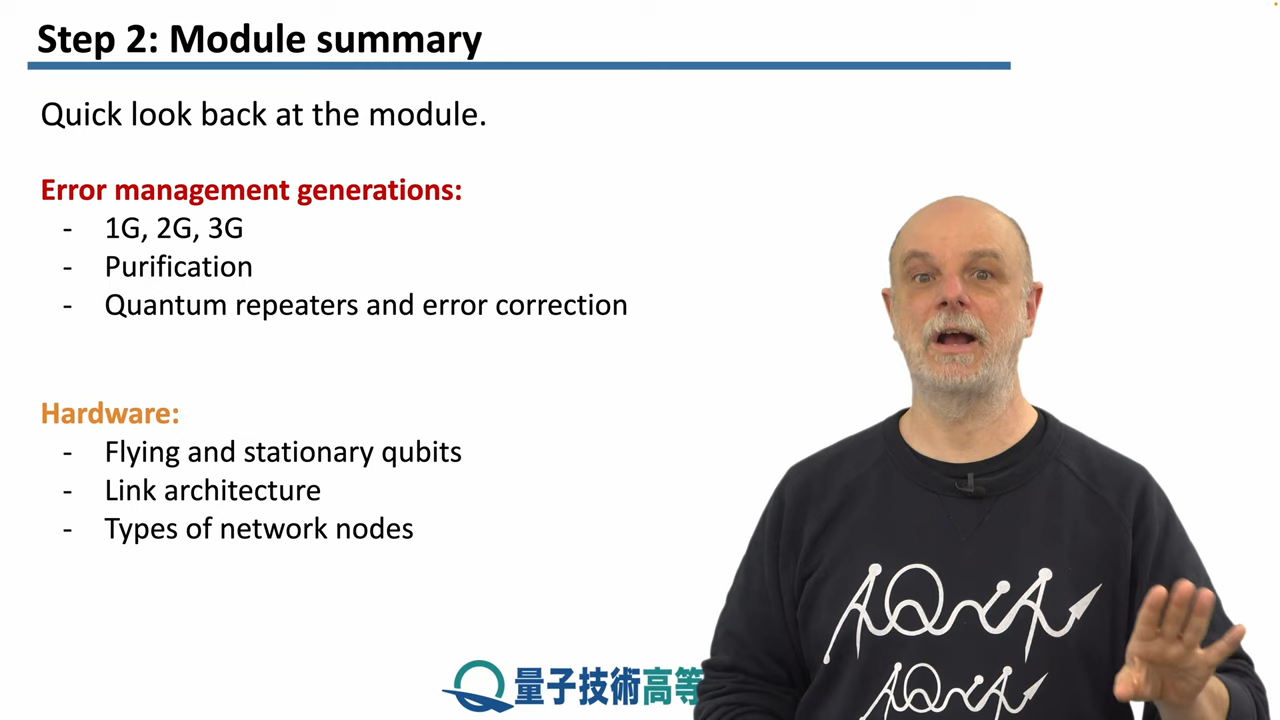 Step 2: Module summary
Quick look back at the module.
Error management generations:
- 1G, 2G, 3G
- Purification
- Quantum repeaters and error correction
Hardware:
- Flying and stationary qubits
- Link architecture
- Types of network nodes
量子技術高等